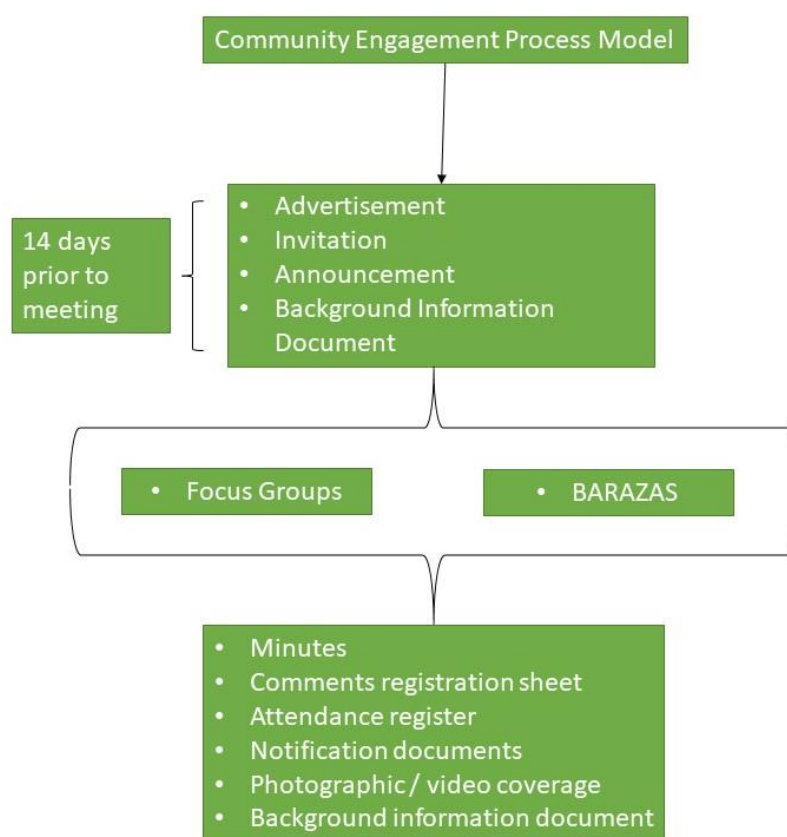 Community Engagement Process Model
14 days
prior to
meeting
• Advertisement
• Invitation
• Announcement
• Background Information
Document
• Focus Groups
• BARAZAS
• Minutes
• Comments registration sheet
• Attendance register
• Notification documents
• Photographic / video coverage
• Background information document